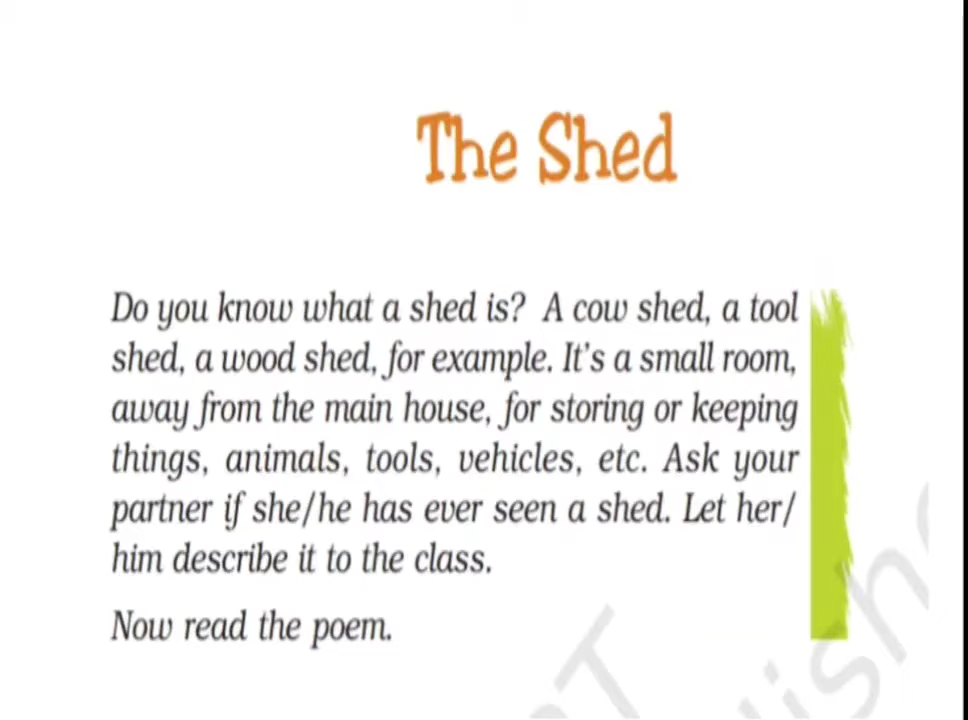 The Shed
Do you know what a shed is? A cow shed, a tool
shed, a wood shed, for example. It's a small room,
away from the main house, for storing or keeping
things, animals, tools, vehicles, etc. Ask your
partner if she/he has ever seen a shed. Let her/
him describe it to the class.
Now read the poem.